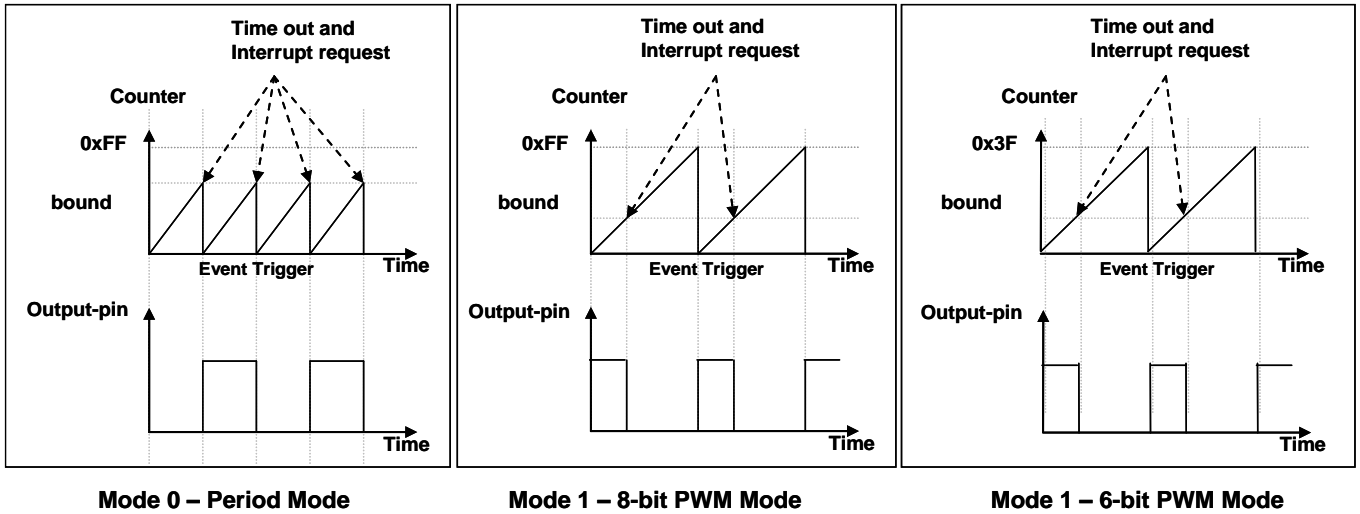 Time out and
Interrupt request
Counter
0xFF
bound
Event Trigger
Time
Output-pin
Time
Mode 0 – Period Mode
Time out and
Interrupt request
Counter
0xFF
bound
Event Trigger
Time
Output-pin
Time
Mode 1 – 8-bit PWM Mode
Time out and
Interrupt request
Counter
0x3F
bound
Event Trigger
Time
Output-pin
Time
Mode 1 – 6-bit PWM Mode